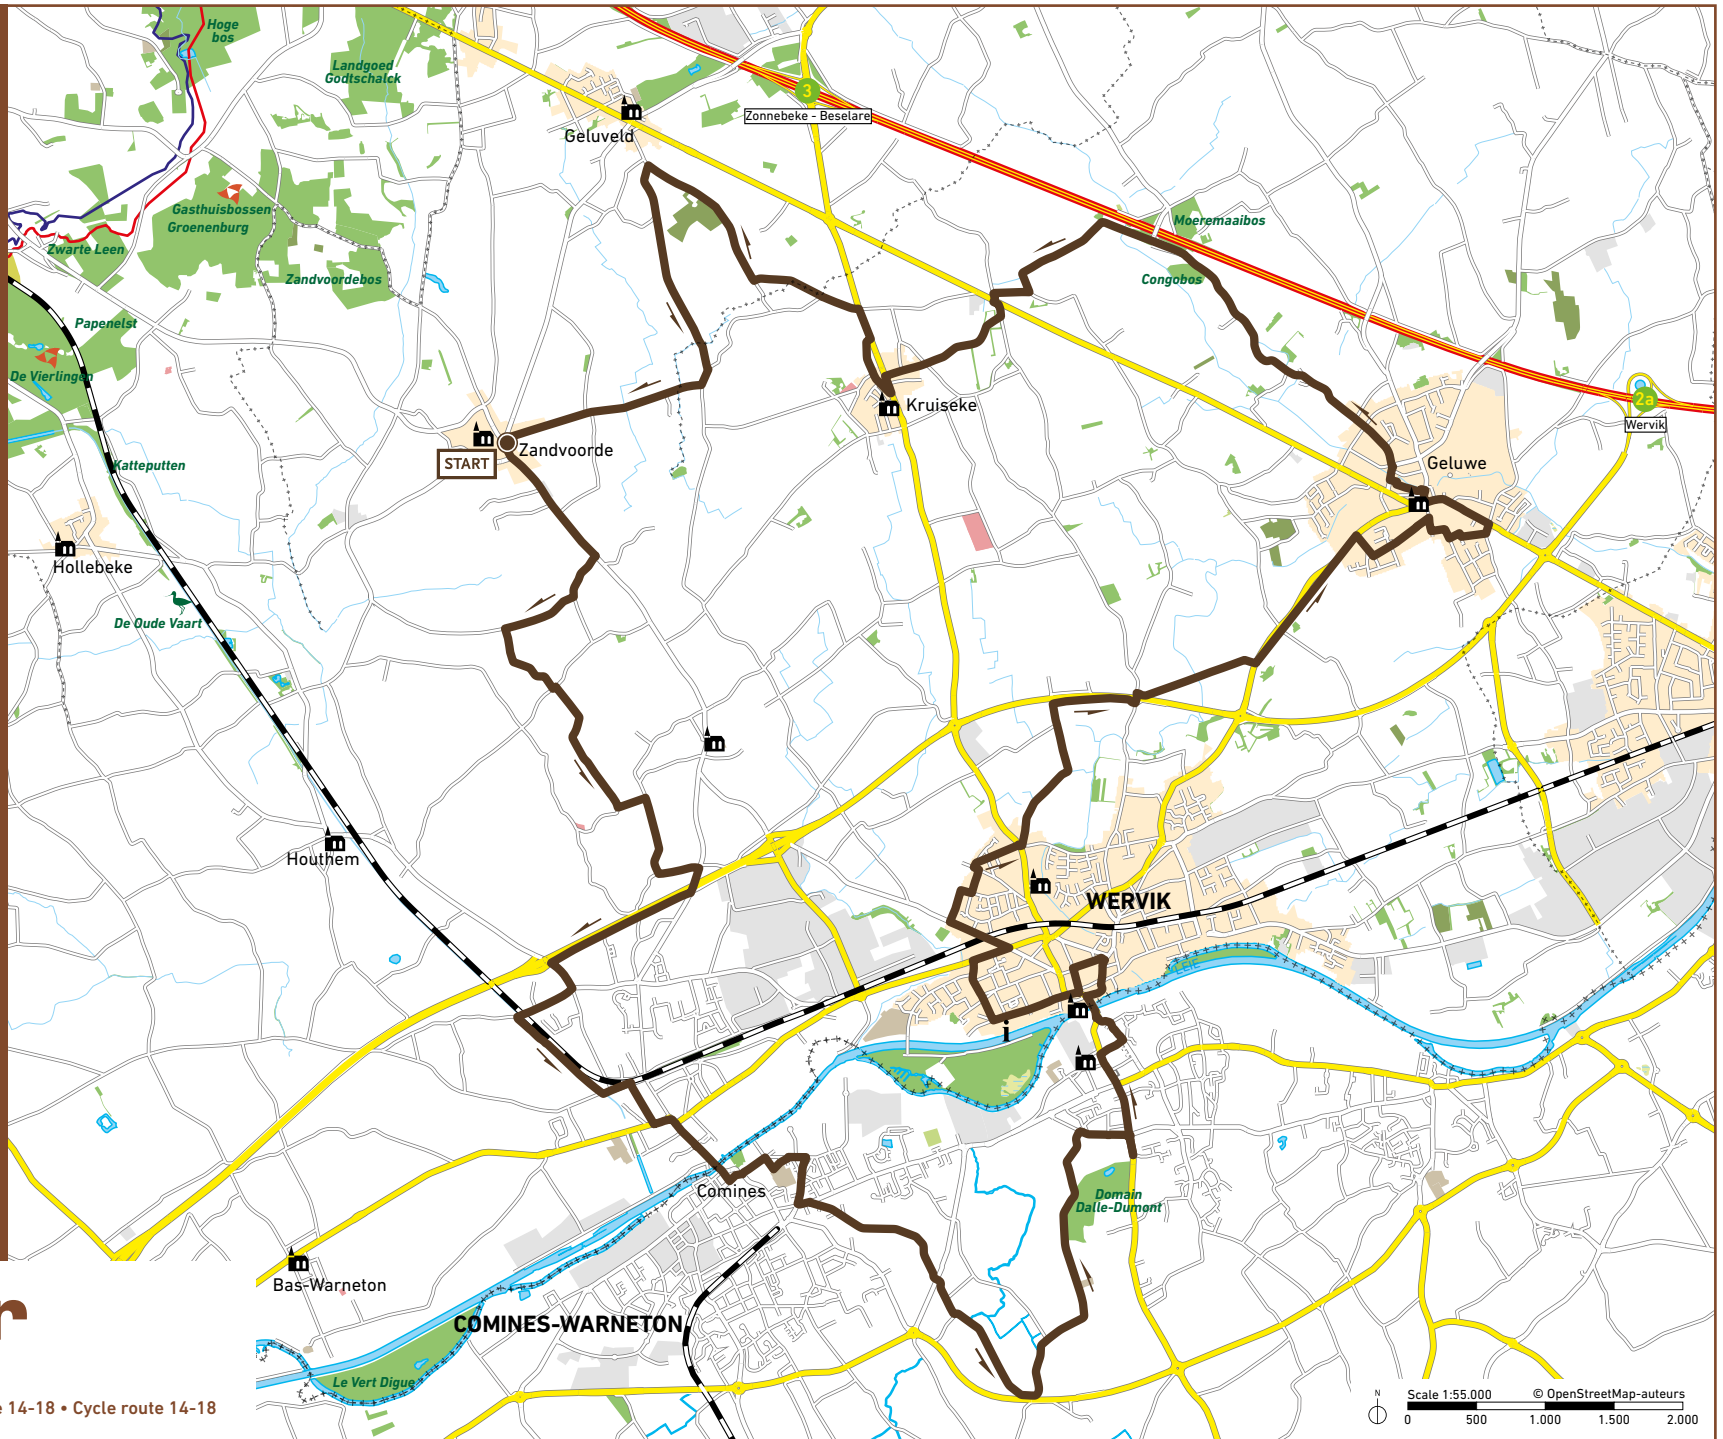 Hoge
bos
Landgoed
Godtschalck
3
Zonnebeke - Beselare
Geluveld
Gasthuisbossen
Groenenburg
Zwarte Leen
Zandvoordebos
Moeremaaibos
Congobos
Papenelst
De Vierlingen
2a
Wervik
Kruiseke
Zandvoorde
START
Geluwe
Katteputten
Hollebeke
De Oude Vaart
Houthem
WERVIK
LEIE
i
Comines
Domain
Dalle-Dumont
Bas-Warneton
COMINES-WARNETON
Le Vert Digue
r
e 14-18 • Cycle route 14-18
N
Scale 1:55.000
© OpenStreetMap-auteurs
0 500 1.000 1.500 2.000